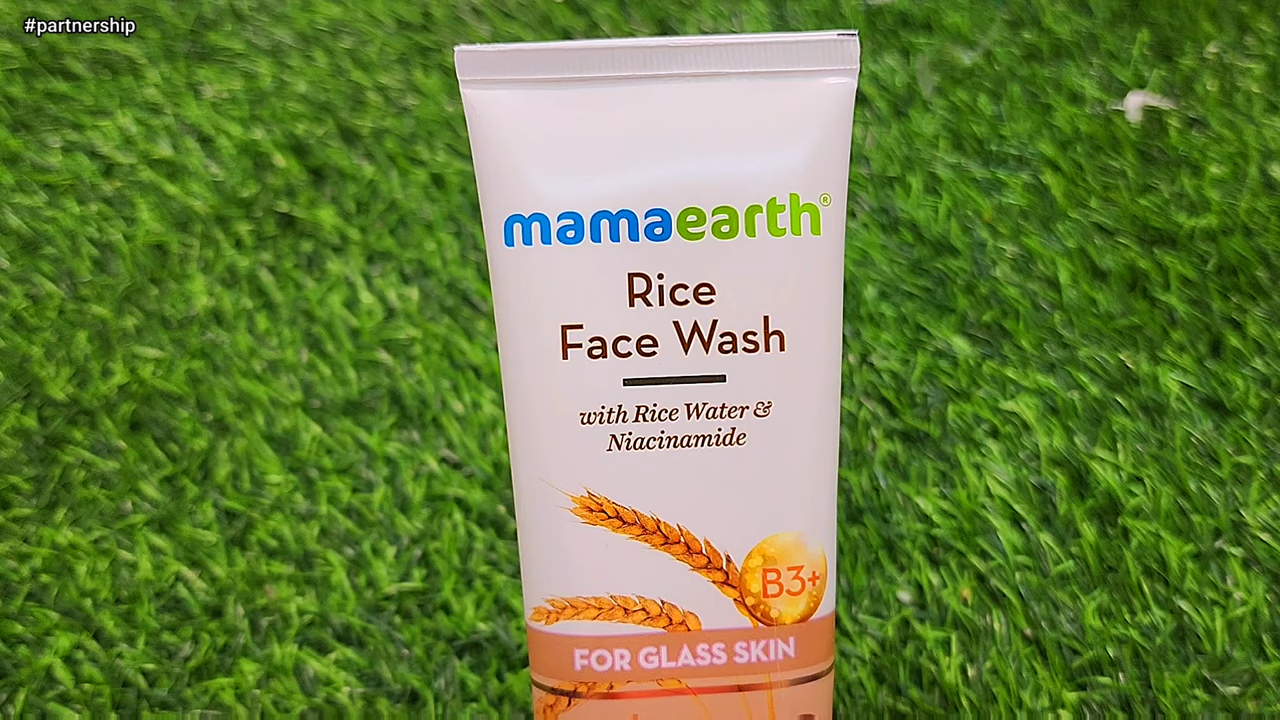 #partnership
mamaearth®
Rice
Face Wash
with Rice Water &
Niacinamide
B3+
FOR GLASS SKIN